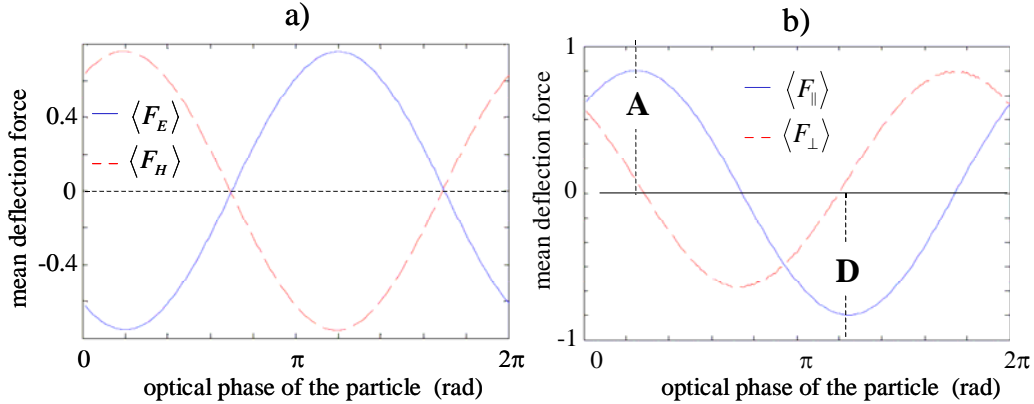 a)
mean deflection force
0.4
0
-0.4
⟨F_E⟩
⟨F_H⟩
0
π
2π
optical phase of the particle (rad)
b)
mean deflection force
1
0
-1
A
⟨F_∥⟩
⟨F_⊥⟩
D
0
π
2π
optical phase of the particle (rad)